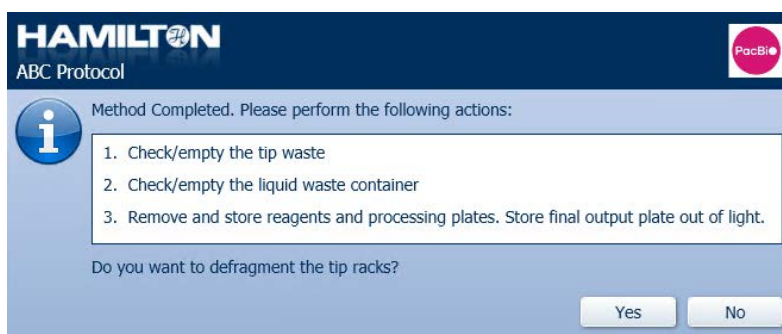 HAMILTON
PacBio
ABC Protocol
Method Completed. Please perform the following actions:
1. Check/empty the tip waste
2. Check/empty the liquid waste container
3. Remove and store reagents and processing plates. Store final output plate out of light.
Do you want to defragment the tip racks?
Yes No